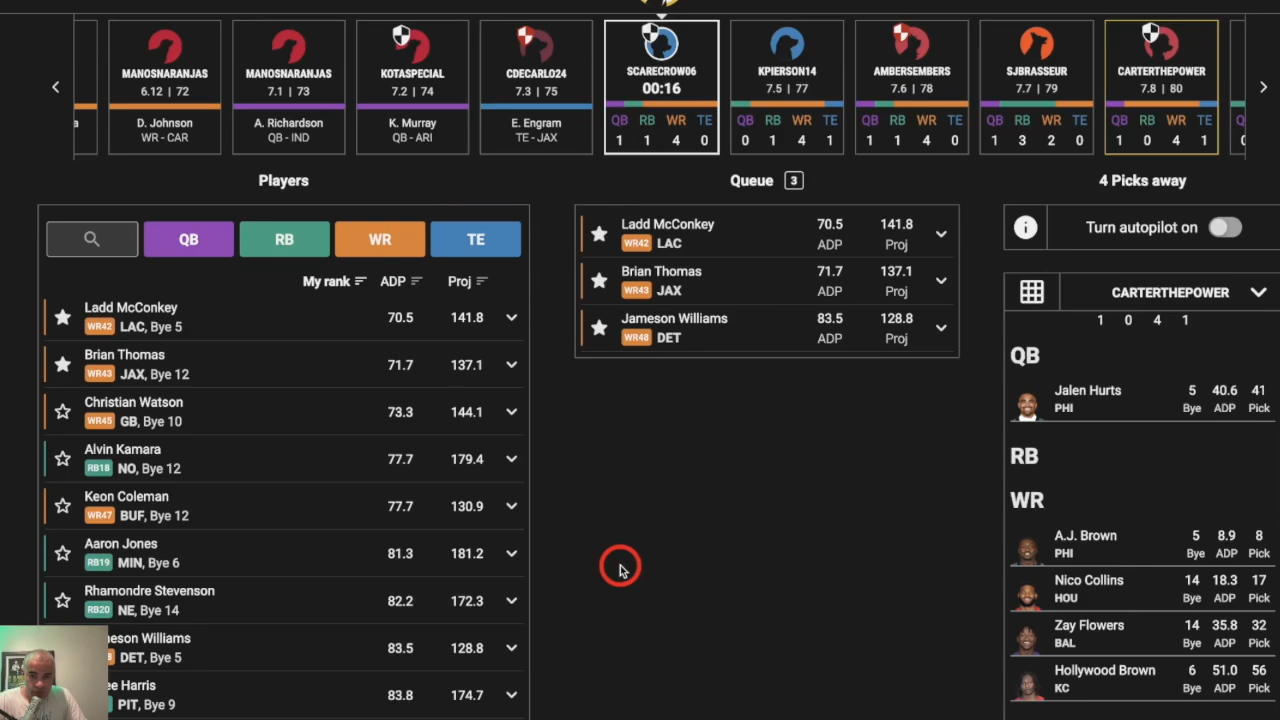 MANOSNARANJAS
6.12 | 72
D. Johnson
WR - CAR
MANOSNARANJAS
7.1 | 73
A. Richardson
QB - IND
KOTASPECIAL
7.2 | 74
K. Murray
QB - ARI
CDECARLO24
7.3 | 75
E. Engram
TE - JAX
SCARECROW06
00:16
QB RB WR TE
1 1 4 0
KPIERSON14
7.5 | 77
QB RB WR TE
0 1 4 1
AMBERSEMBERS
7.6 | 78
QB RB WR TE
1 1 4 0
SJBRASSEUR
7.7 | 79
QB RB WR TE
1 3 2 0
CARTERTHEPOWER
7.8 | 80
QB RB WR TE
1 0 4 1
Players
QB RB WR TE
My rank ADP Proj
Ladd McConkey
WR42 LAC, Bye 5
70.5 141.8
Brian Thomas
WR43 JAX, Bye 12
71.7 137.1
Christian Watson
WR45 GB, Bye 10
73.3 144.1
Alvin Kamara
RB18 NO, Bye 12
77.7 179.4
Keon Coleman
WR47 BUF, Bye 12
77.7 130.9
Aaron Jones
RB19 MIN, Bye 6
81.3 181.2
Rhamondre Stevenson
RB20 NE, Bye 14
82.2 172.3
eson Williams
DET, Bye 5
83.5 128.8
ee Harris
PIT, Bye 9
83.8 174.7
Queue 3
Ladd McConkey
WR42 LAC
70.5 141.8
ADP Proj
Brian Thomas
WR43 JAX
71.7 137.1
ADP Proj
Jameson Williams
WR48 DET
83.5 128.8
ADP Proj
4 Picks away
Turn autopilot on
CARTERTHEPOWER
1 0 4 1
QB
Jalen Hurts 5 40.6 41
PHI Bye ADP Pick
RB
WR
A.J. Brown 5 8.9 8
PHI Bye ADP Pick
Nico Collins 14 18.3 17
HOU Bye ADP Pick
Zay Flowers 14 35.8 32
BAL Bye ADP Pick
Hollywood Brown 6 51.0 56
KC Bye ADP Pick